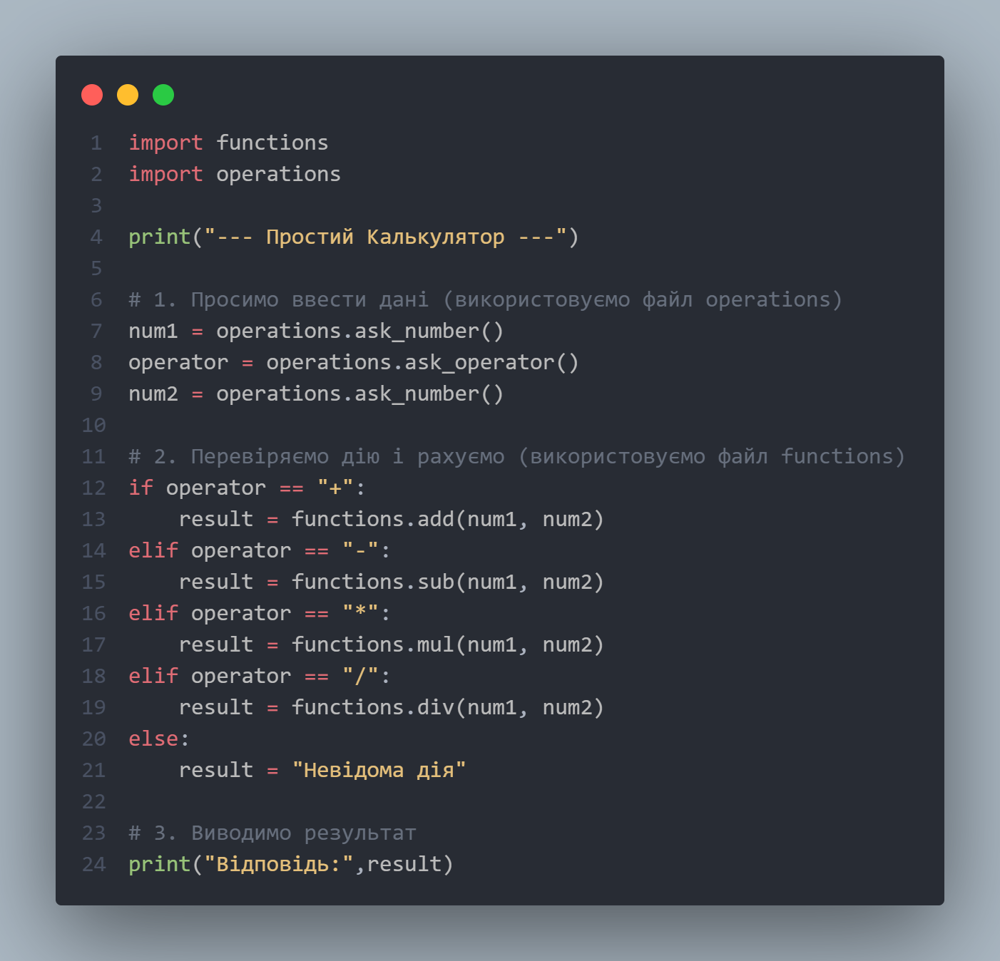 1 import functions
2 import operations
3
4 print("--- Простий Калькулятор ---")
5
6 # 1. Просимо ввести дані (використовуємо файл operations)
7 num1 = operations.ask_number()
8 operator = operations.ask_operator()
9 num2 = operations.ask_number()
10
11 # 2. Перевіряємо дію і рахуємо (використовуємо файл functions)
12 if operator == "+":
13     result = functions.add(num1, num2)
14 elif operator == "-":
15     result = functions.sub(num1, num2)
16 elif operator == "*":
17     result = functions.mul(num1, num2)
18 elif operator == "/":
19     result = functions.div(num1, num2)
20 else:
21     result = "Невідома дія"
22
23 # 3. Виводимо результат
24 print("Відповідь:",result)